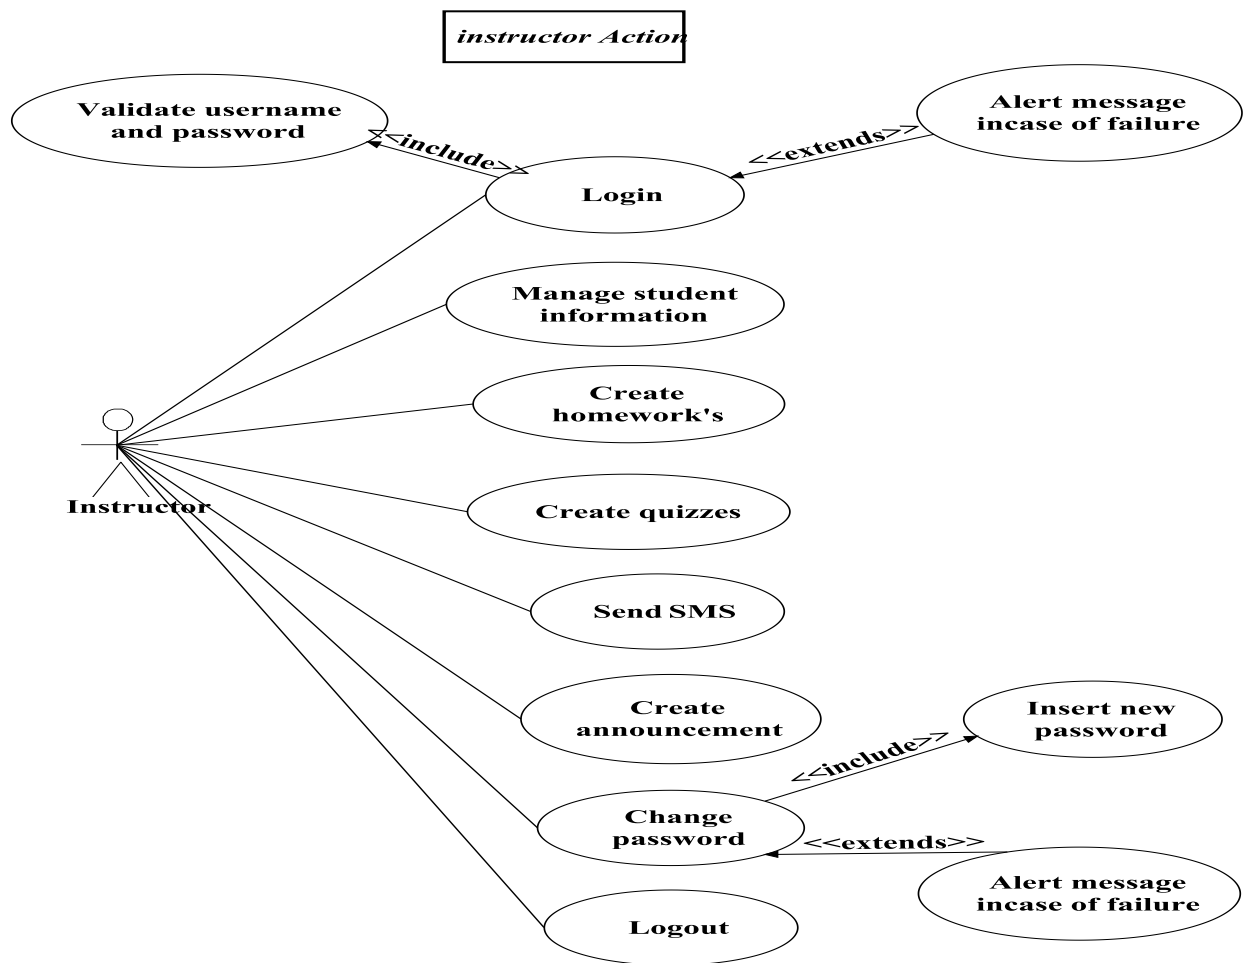 instructor Action
Validate username
and password
<<include>>
Login
<<extends>>
Alert message
incase of failure
Manage student
information
Create
homework's
Instructor
Create quizzes
Send SMS
Create
announcement
<<include>>
Insert new
password
Change
password
<<extends>>
Alert message
incase of failure
Logout